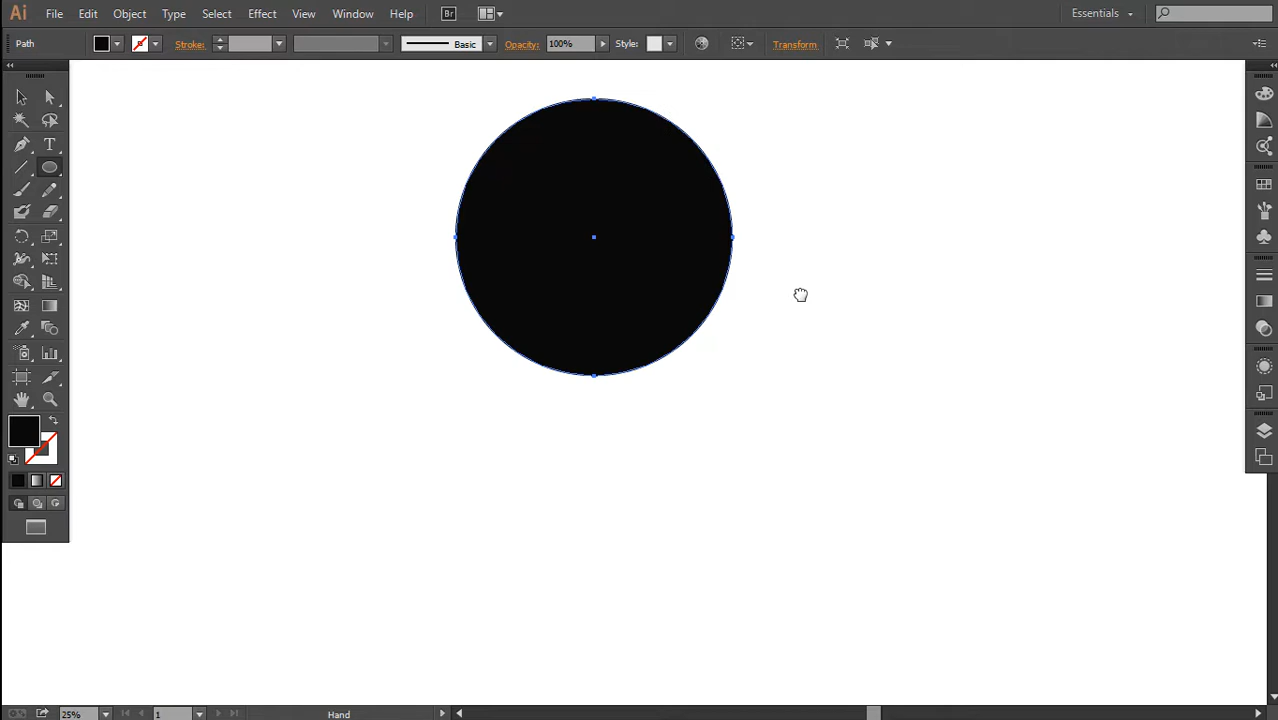 Ai File Edit Object Type Select Effect View Window Help Br Essentials
Path Stroke: Basic Opacity: 100% Style: Transform
T
25% 1 Hand